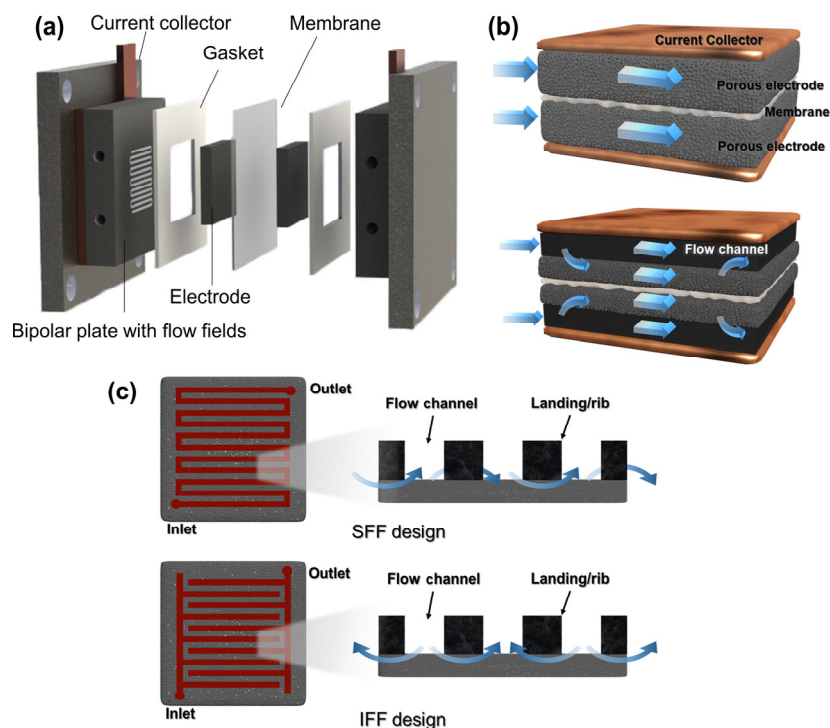 (a)
Current collector
Gasket
Membrane
Electrode
Bipolar plate with flow fields
(b)
Current Collector
Porous electrode
Membrane
Porous electrode
Flow channel
(c)
Outlet
Inlet
Flow channel
Landing/rib
SFF design
Outlet
Inlet
Flow channel
Landing/rib
IFF design